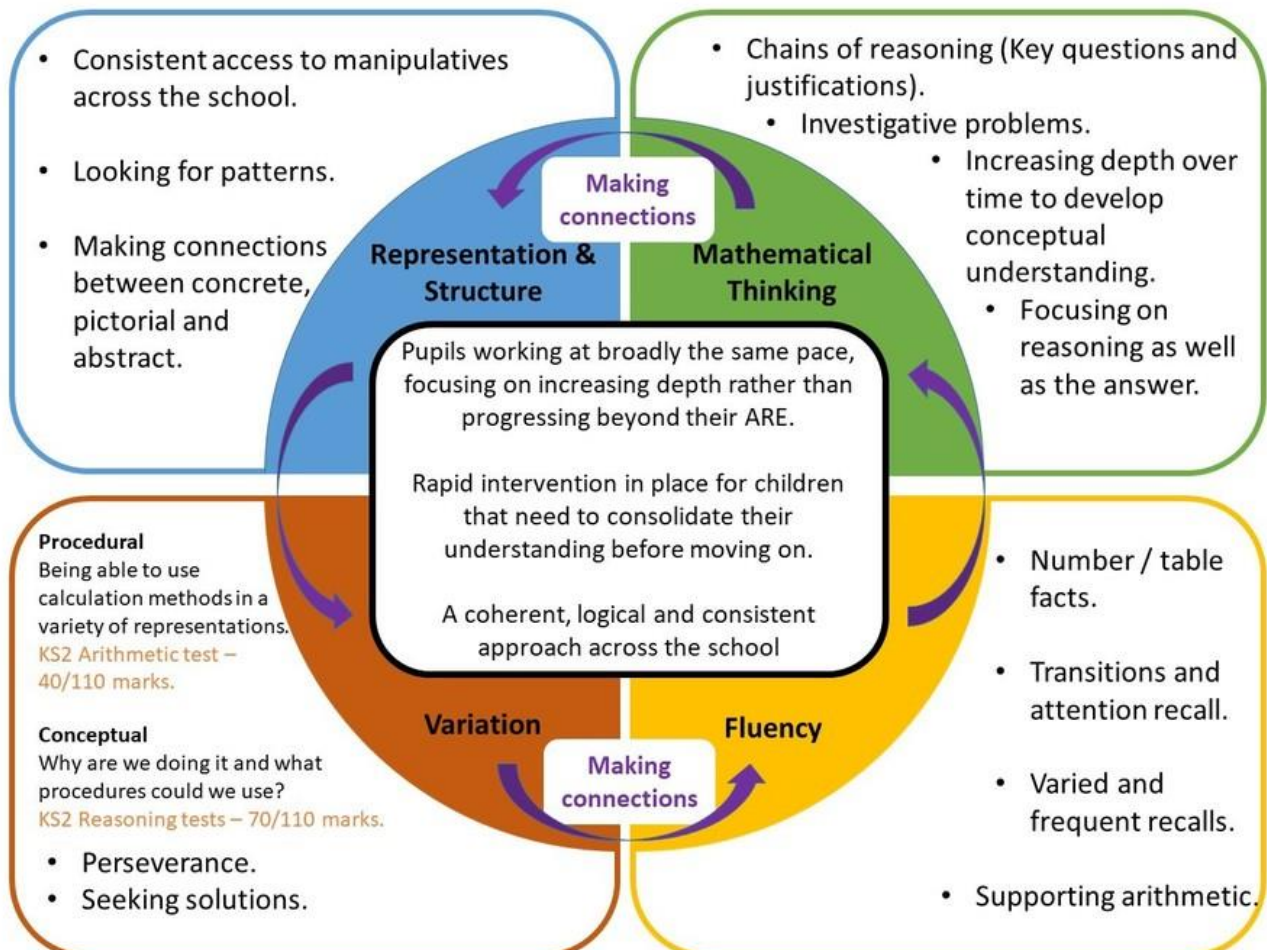 • Consistent access to manipulatives
across the school.
• Looking for patterns.
• Making connections
between concrete,
pictorial and
abstract.
• Chains of reasoning (Key questions and
justifications).
• Investigative problems.
• Increasing depth over
time to develop
conceptual
understanding.
• Focusing on
reasoning as well
as the answer.
Making
connections
Representation &
Structure
Mathematical
Thinking
Pupils working at broadly the same pace,
focusing on increasing depth rather than
progressing beyond their ARE.
Rapid intervention in place for children
that need to consolidate their
understanding before moving on.
A coherent, logical and consistent
approach across the school
Procedural
Being able to use
calculation methods in a
variety of representations.
KS2 Arithmetic test –
40/110 marks.
Conceptual
Why are we doing it and what
procedures could we use?
KS2 Reasoning tests – 70/110 marks.
• Perseverance.
• Seeking solutions.
Variation
Fluency
Making
connections
• Number / table
facts.
• Transitions and
attention recall.
• Varied and
frequent recalls.
• Supporting arithmetic.